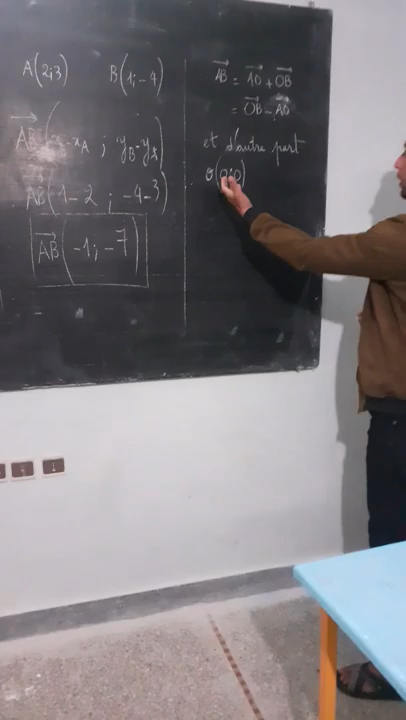 A(2;3) B(1;-4)
AB(x-xA ; yB-yA)
AB(1-2 ; -4-3)
AB(-1;-7)
AB = AO + OB
= OB - AO
et d'autre part
O(0;0)